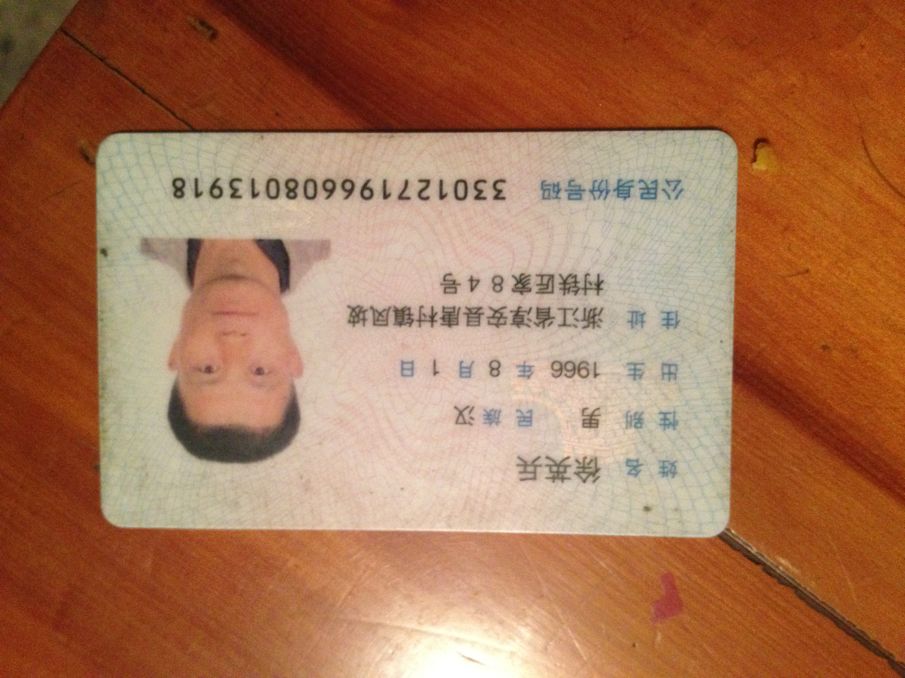 姓名 徐英兵
性别 男 民族 汉
出生 1966 年 8 月 1 日
住址 浙江省淳安县唐村镇凤坡
村铁匠家84号
公民身份号码 330127196608013918